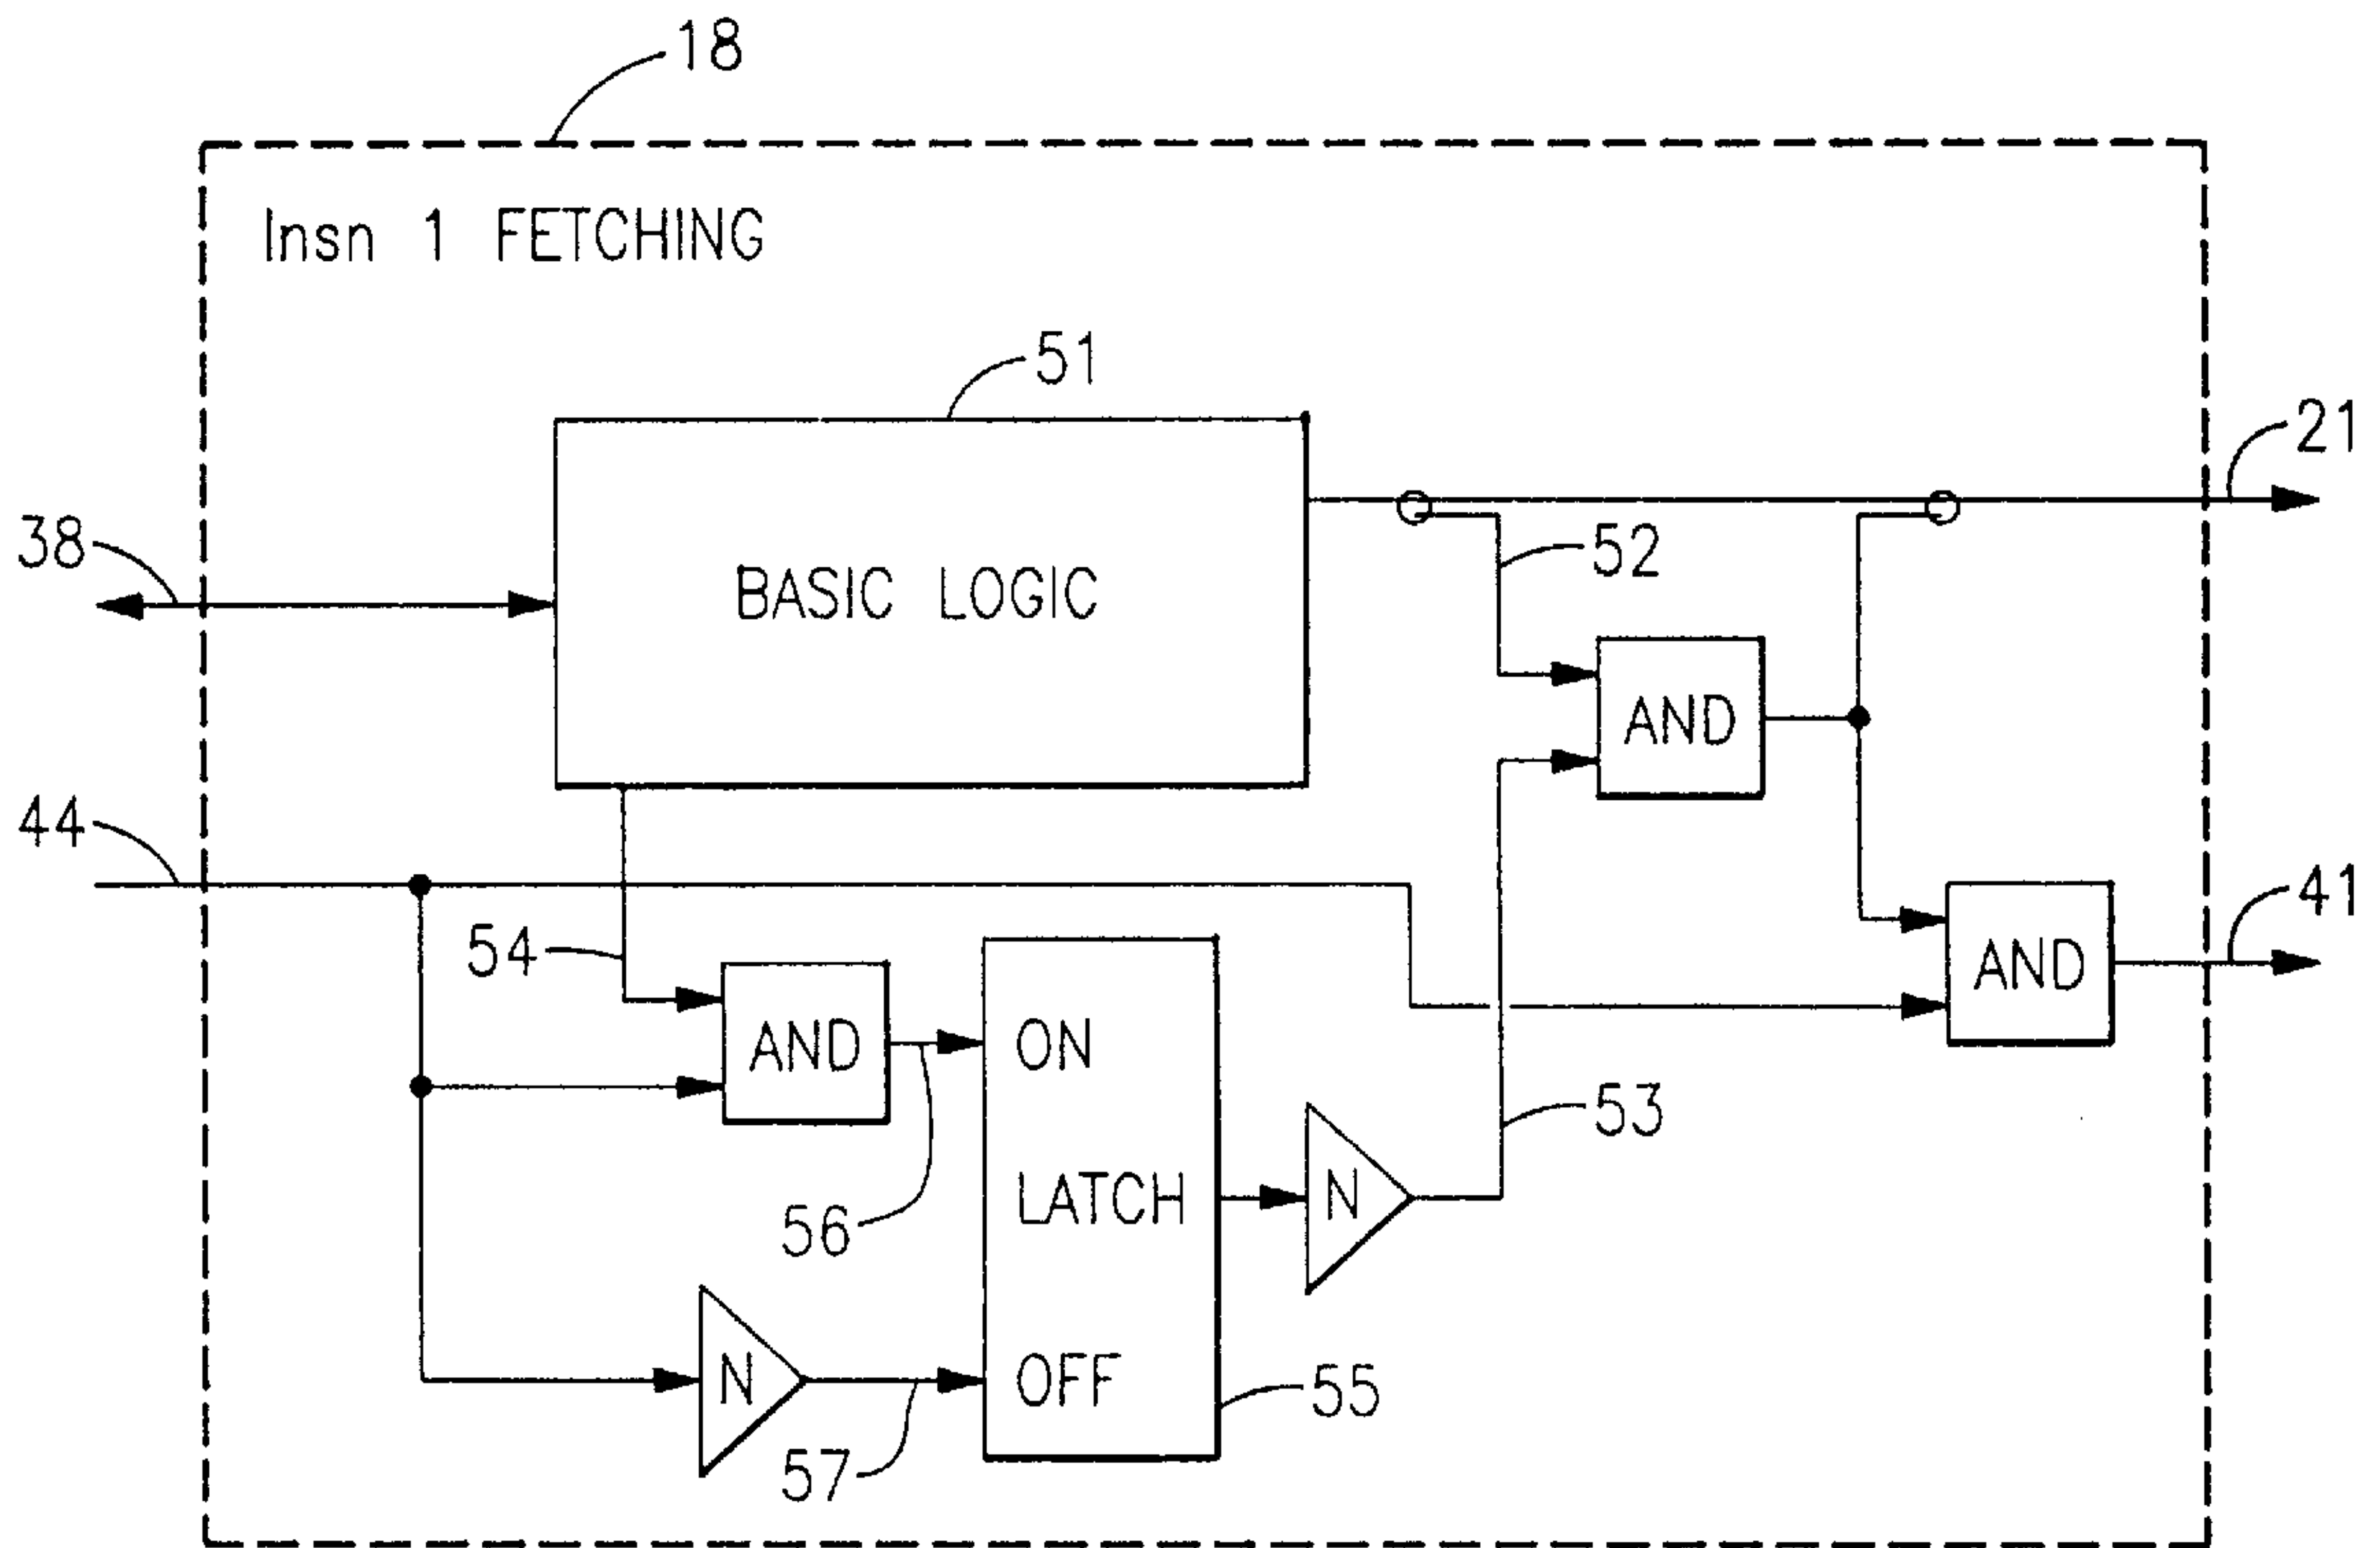 18
Insn 1 FETCHING
51
21
38
BASIC LOGIC
52
AND
44
41
54
AND
AND
ON
56
LATCH
N
53
N
OFF
55
57